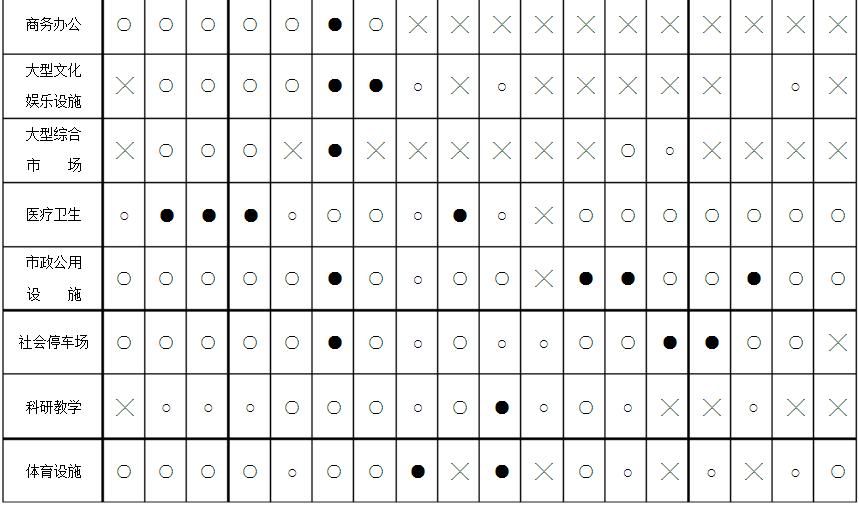 商务办公 ○ ○ ○ ○ ○ ● ○ × × × × × × × × × × ×
大型文化
娱乐设施 × ○ ○ ○ ○ ● ● ○ × ○ × × × × × ○ ×
大型综合
市 场 × ○ ○ ○ × ● × × × × × × ○ ○ × × × ×
医疗卫生 ○ ● ● ● ○ ○ ○ ○ ● ○ × ○ ○ ○ ○ ○ ○ ○
市政公用
设 施 ○ ○ ○ ○ ○ ● ○ ○ ○ ○ × ● ● ○ ○ ● ○ ○
社会停车场 ○ ○ ○ ○ ○ ● ○ ○ ○ ○ ○ ○ ○ ● ● ○ ○ ×
科研教学 × ○ ○ ○ ○ ○ ○ ○ ○ ● ○ ○ ○ × × ○ × ×
体育设施 ○ ○ ○ ○ ○ ○ ○ ● × ● × ○ ○ × ○ × ○ ○